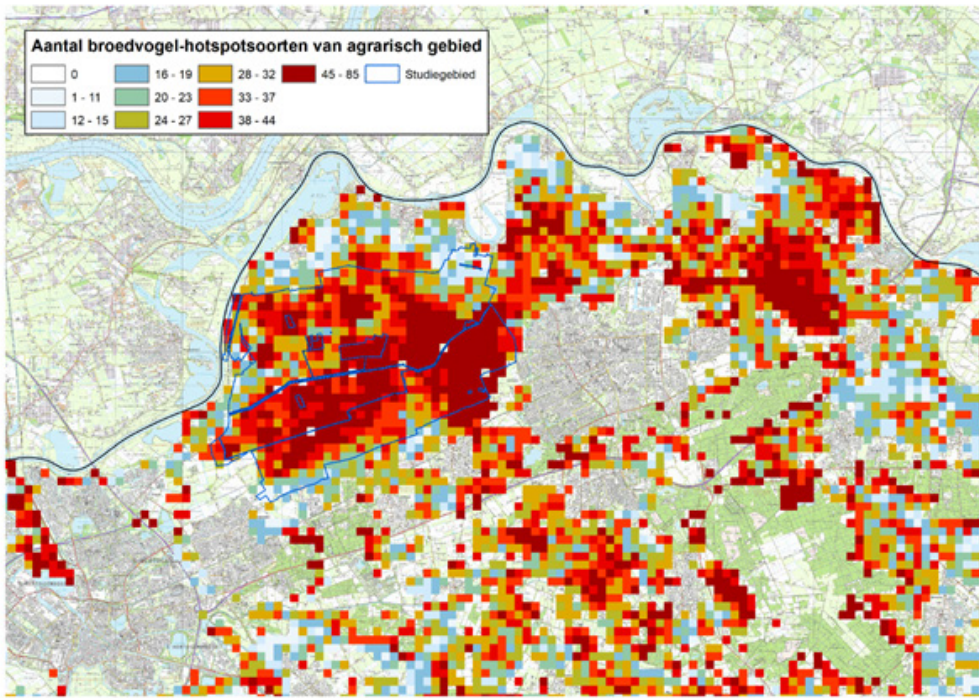 Aantal broedvogel-hotspotsoorten van agrarisch gebied
0 16 - 19 28 - 32 45 - 85 Studiegebied
1 - 11 20 - 23 33 - 37
12 - 15 24 - 27 38 - 44